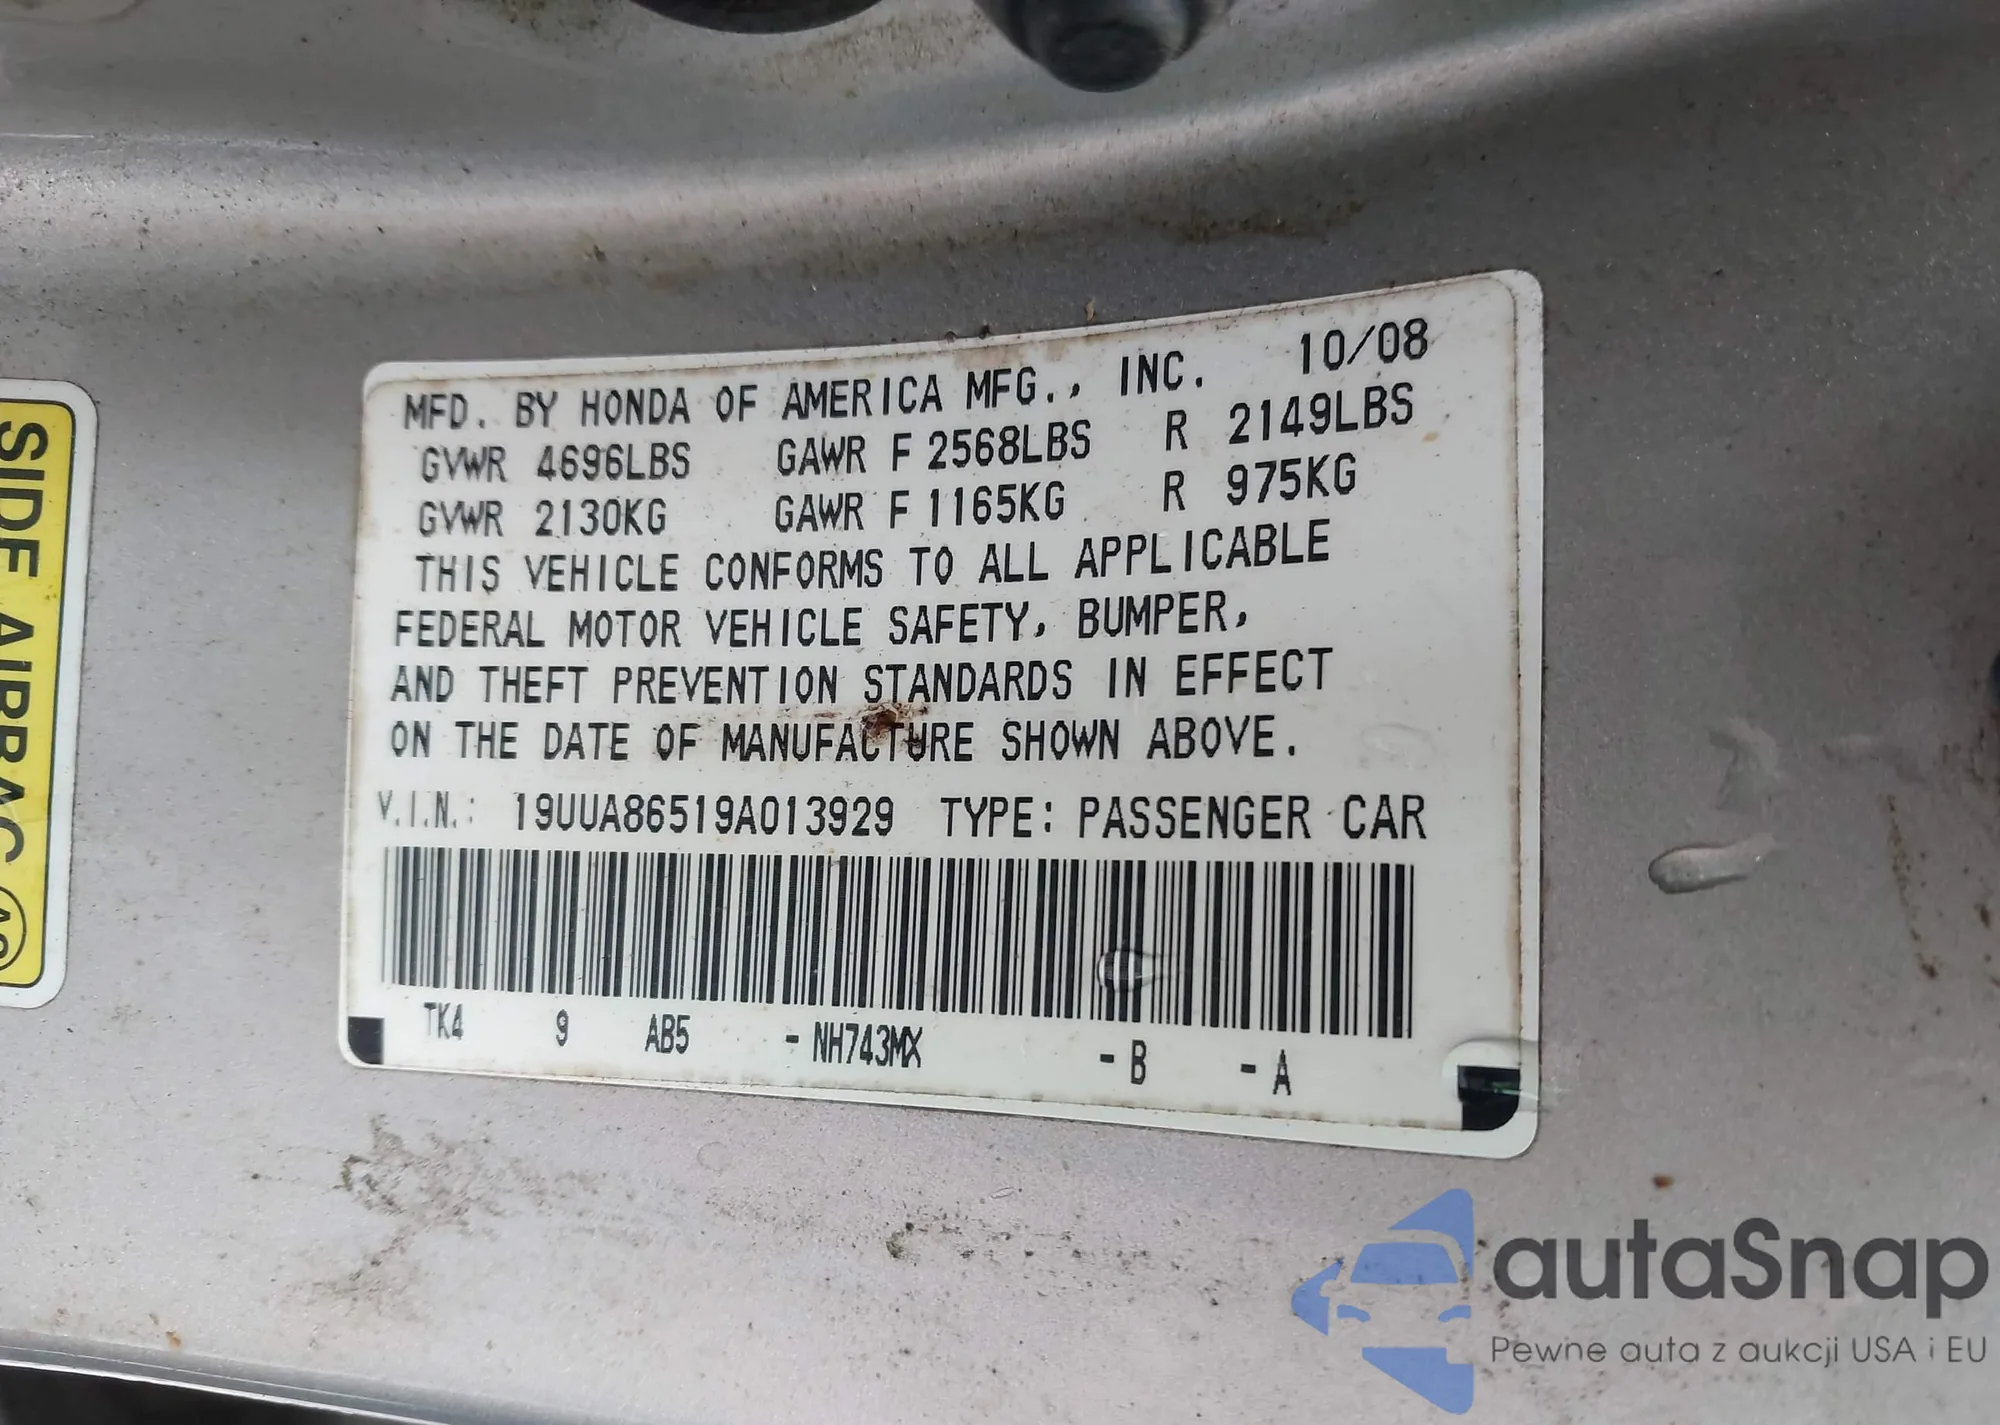 MFD. BY HONDA OF AMERICA MFG., INC. 10/08
GVWR 4696LBS GAWR F 2568LBS R 2149LBS
GVWR 2130KG GAWR F 1165KG R 975KG
THIS VEHICLE CONFORMS TO ALL APPLICABLE
FEDERAL MOTOR VEHICLE SAFETY, BUMPER,
AND THEFT PREVENTION STANDARDS IN EFFECT
ON THE DATE OF MANUFACTURE SHOWN ABOVE.
V.I.N.: 19UUA86519A013929 TYPE: PASSENGER CAR
TK4 9 AB5 - NH743MX - B - A
SIDE AIRBAG
autaSnap
Pewne auta z aukcji USA i EU